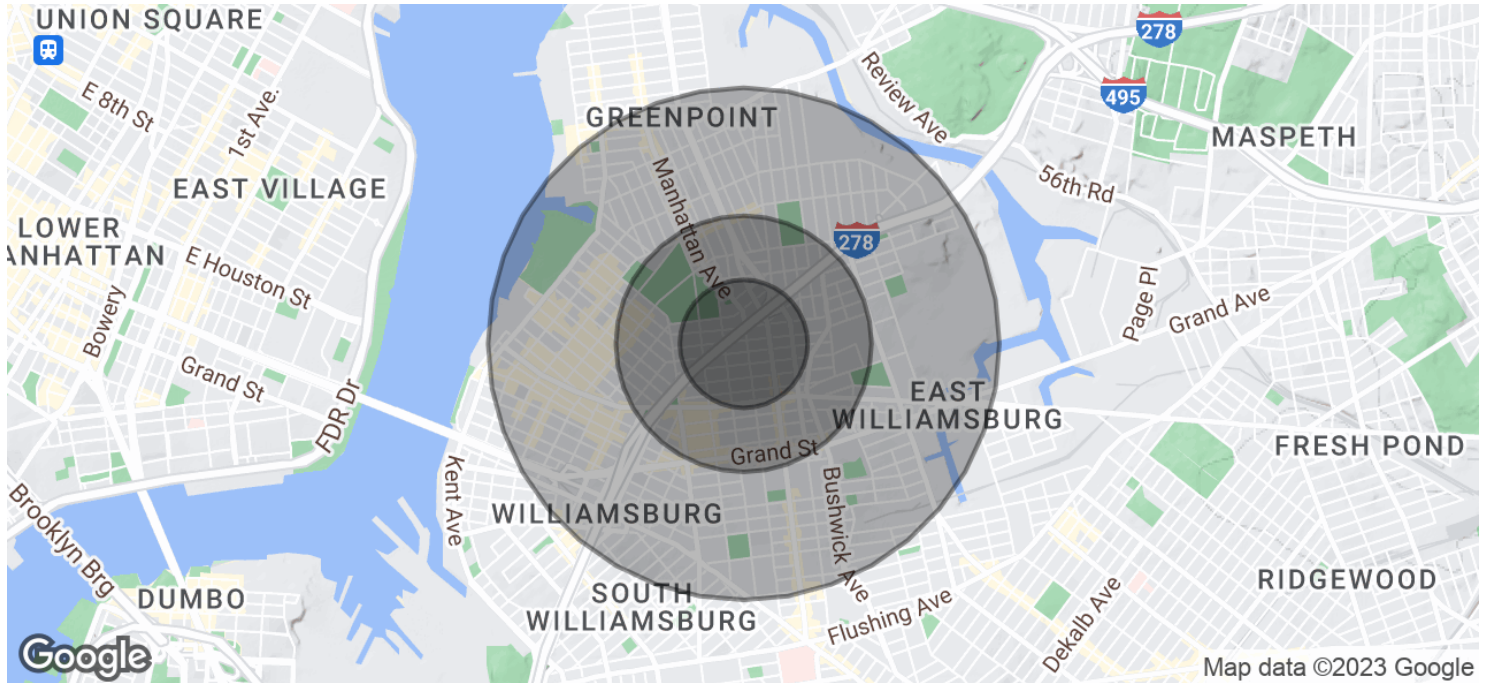 UNION SQUARE
278
E 8th St
1st Ave.
Review Ave
495
GREENPOINT
MASPETH
EAST VILLAGE
Manhattan Ave
56th Rd
LOWER
ANHATTAN
E Houston St
278
Bowery
Page Pl
Grand Ave
Grand St
FDR Dr
EAST
WILLIAMSBURG
Grand St
FRESH POND
Kent Ave
Bushwick Ave
WILLIAMSBURG
Brooklyn Brg
DUMBO
SOUTH
WILLIAMSBURG
Flushing Ave
Dekalb Ave
RIDGEWOOD
Google
Map data ©2023 Google